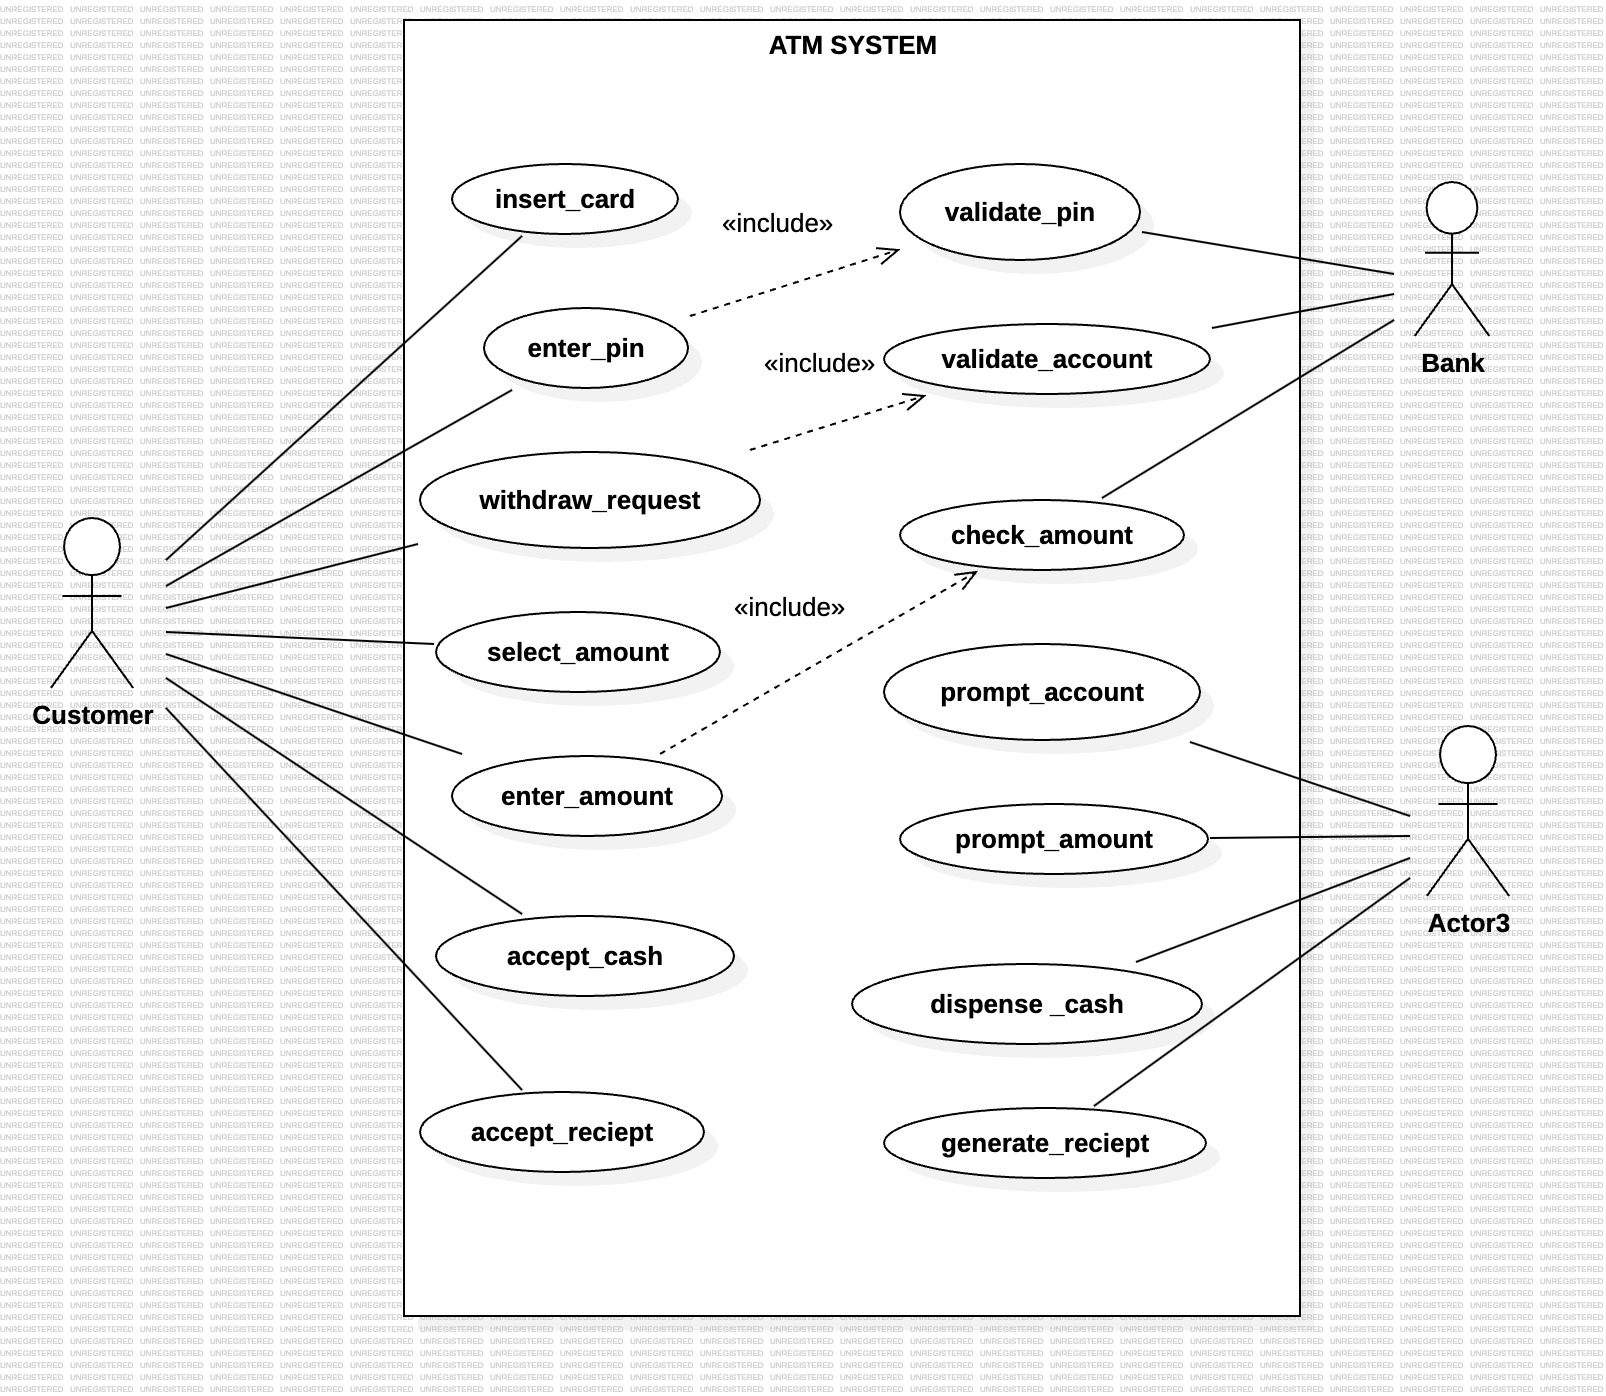 ATM SYSTEM
insert_card
«include»
validate_pin
enter_pin
«include»
validate_account
Bank
withdraw_request
check_amount
«include»
select_amount
prompt_account
Customer
enter_amount
prompt_amount
Actor3
accept_cash
dispense _cash
accept_reciept
generate_reciept
UNREGISTERED